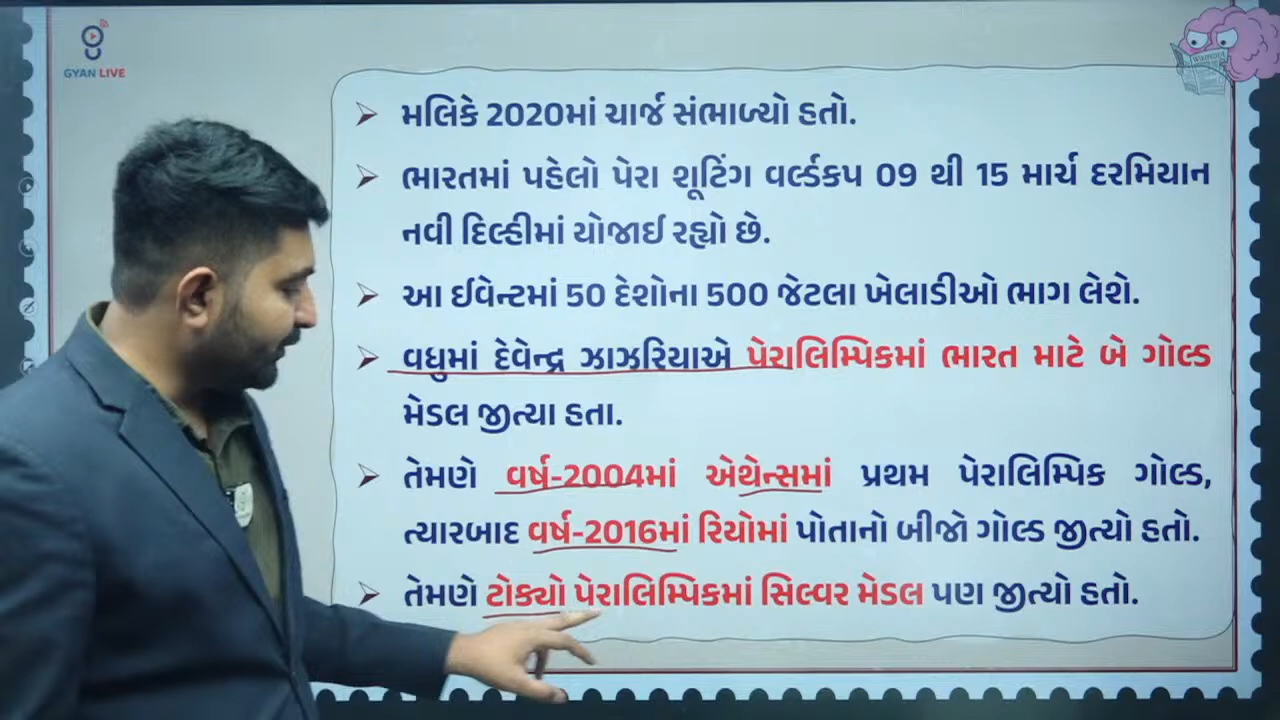 GYAN LIVE
મલિકે 2020માં ચાર્જ સંભાળ્યો હતો.
ભારતમાં પહેલો પેરા શૂટિંગ વર્લ્ડકપ 09 થી 15 માર્ચ દરમિયાન
નવી દિલ્હીમાં યોજાઈ રહ્યો છે.
આ ઈવેન્ટમાં 50 દેશોના 500 જેટલા ખેલાડીઓ ભાગ લેશે.
વધુમાં દેવેન્દ્ર ઝાઝરિયાએ પેરાલિમ્પિકમાં ભારત માટે બે ગોલ્ડ
મેડલ જીત્યા હતા.
તેમણે વર્ષ-2004માં એથેન્સમાં પ્રથમ પેરાલિમ્પિક ગોલ્ડ,
ત્યારબાદ વર્ષ-2016માં રિયોમાં પોતાનો બીજો ગોલ્ડ જીત્યો હતો.
તેમણે ટોક્યો પેરાલિમ્પિકમાં સિલ્વર મેડલ પણ જીત્યો હતો.